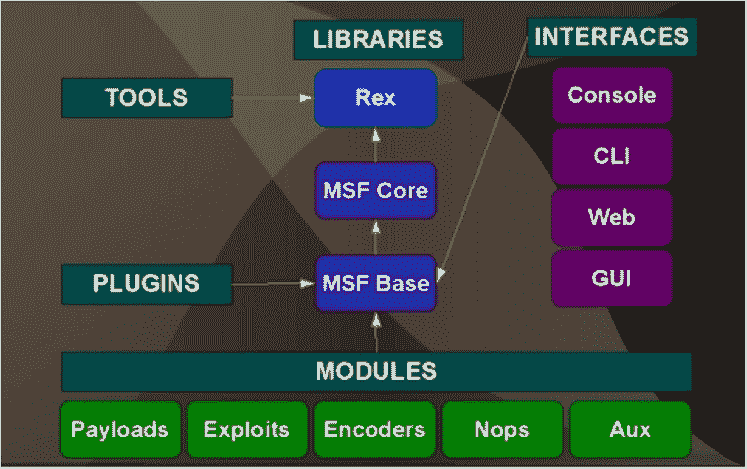 LIBRARIES
INTERFACES
TOOLS
Rex
Console
MSF Core
CLI
Web
PLUGINS
MSF Base
GUI
MODULES
Payloads
Exploits
Encoders
Nops
Aux